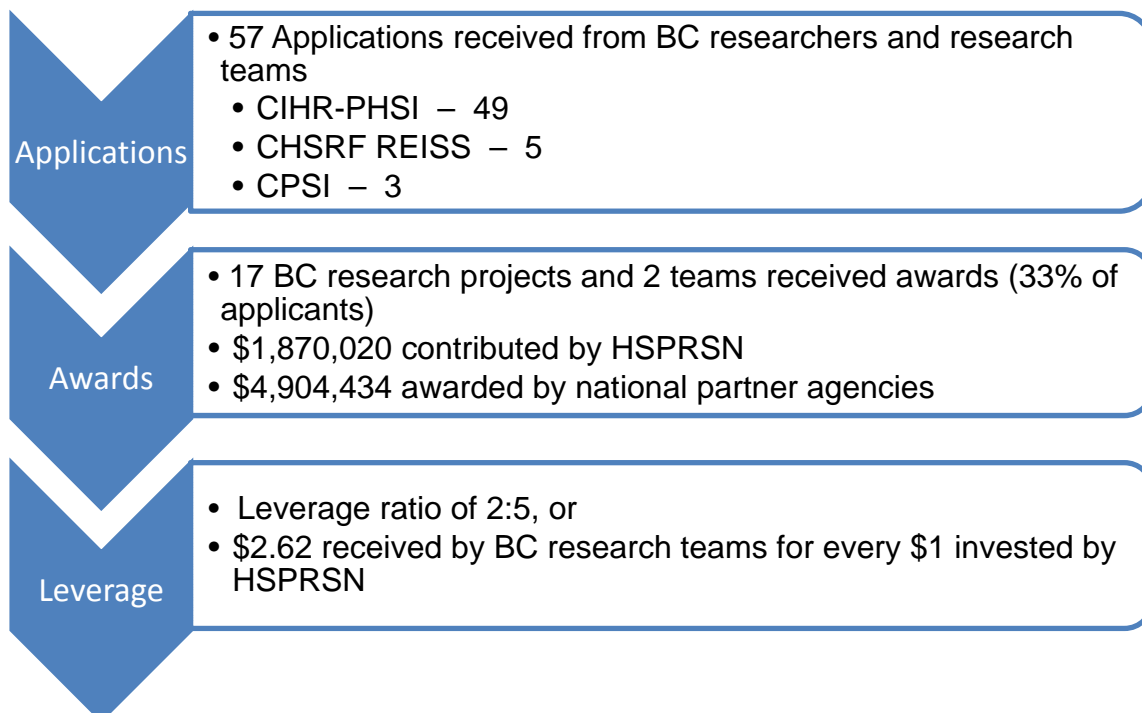 Applications
• 57 Applications received from BC researchers and research
teams
• CIHR-PHSI – 49
• CHSRF REISS – 5
• CPSI – 3
Awards
• 17 BC research projects and 2 teams received awards (33% of
applicants)
• $1,870,020 contributed by HSPRSN
• $4,904,434 awarded by national partner agencies
Leverage
• Leverage ratio of 2:5, or
• $2.62 received by BC research teams for every $1 invested by
HSPRSN